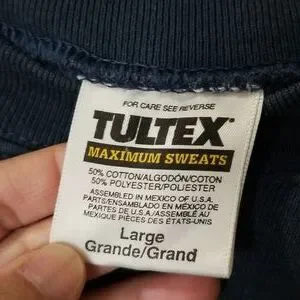 FOR CARE SEE REVERSE
TULTEX
MAXIMUM SWEATS
50% COTTON/ALGODÓN/COTON
50% POLYESTER/POLIESTER
ASSEMBLED IN MEXICO OF U.S.A.
PARTS/ENSAMBLADO EN MÉXICO DE
PARTES DE U.S.A./ASSEMBLÉ AU
MEXIQUE PIÈCES DES ÉTATS-UNIS
Large
Grande/Grand